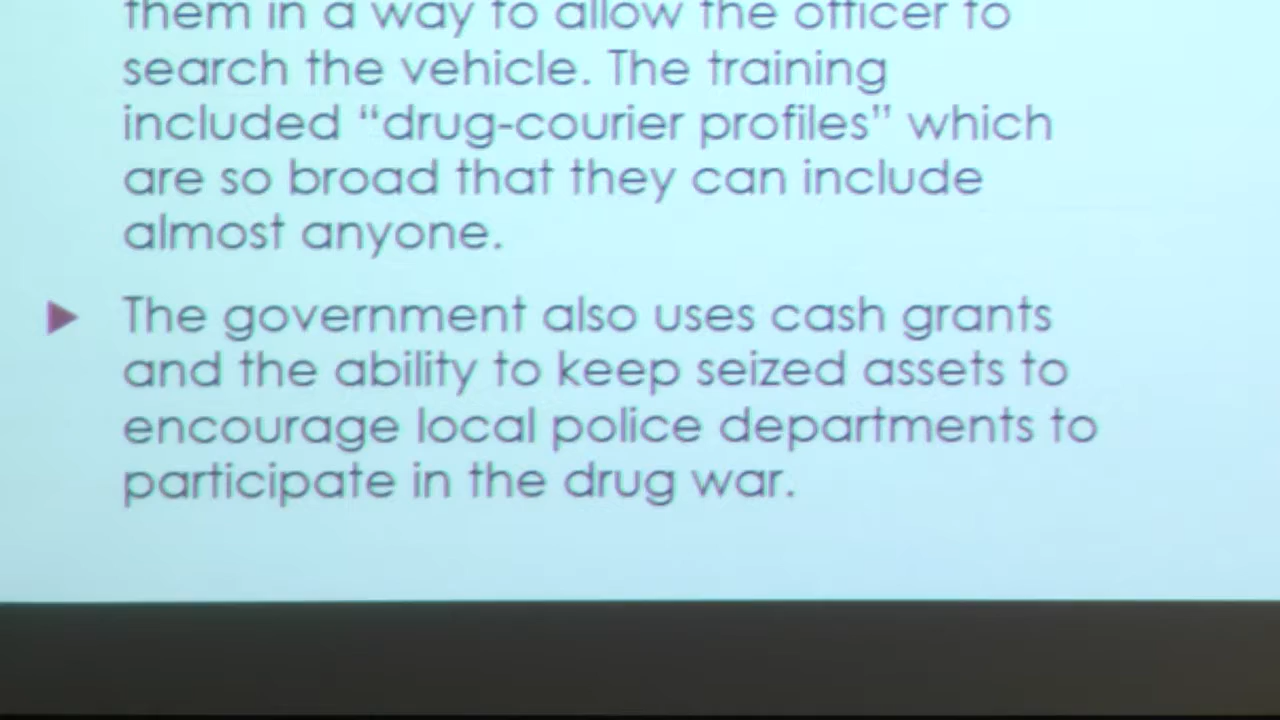 them in a way to allow the officer to
search the vehicle. The training
included “drug-courier profiles” which
are so broad that they can include
almost anyone.
The government also uses cash grants
and the ability to keep seized assets to
encourage local police departments to
participate in the drug war.